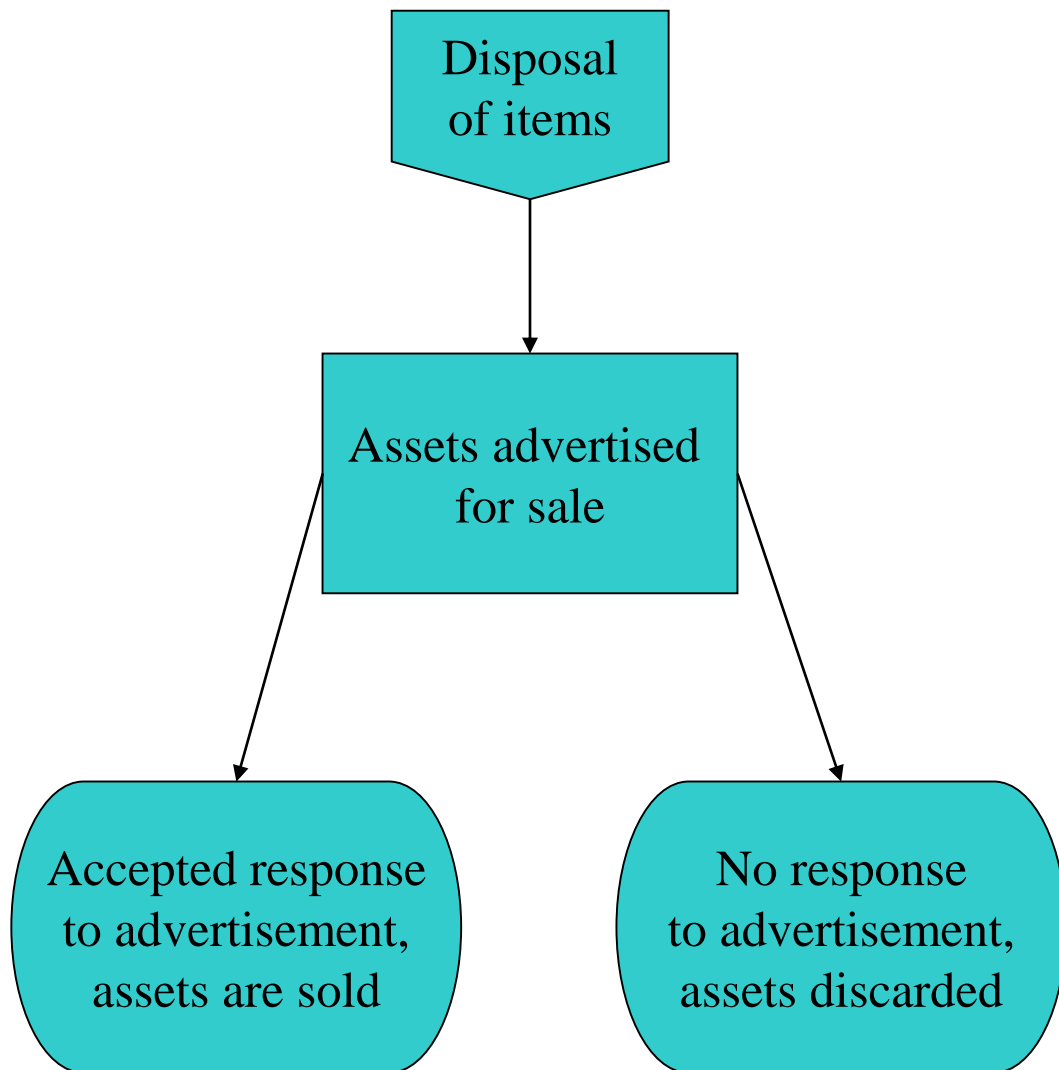 Disposal
of items
Assets advertised
for sale
Accepted response
to advertisement,
assets are sold
No response
to advertisement,
assets discarded